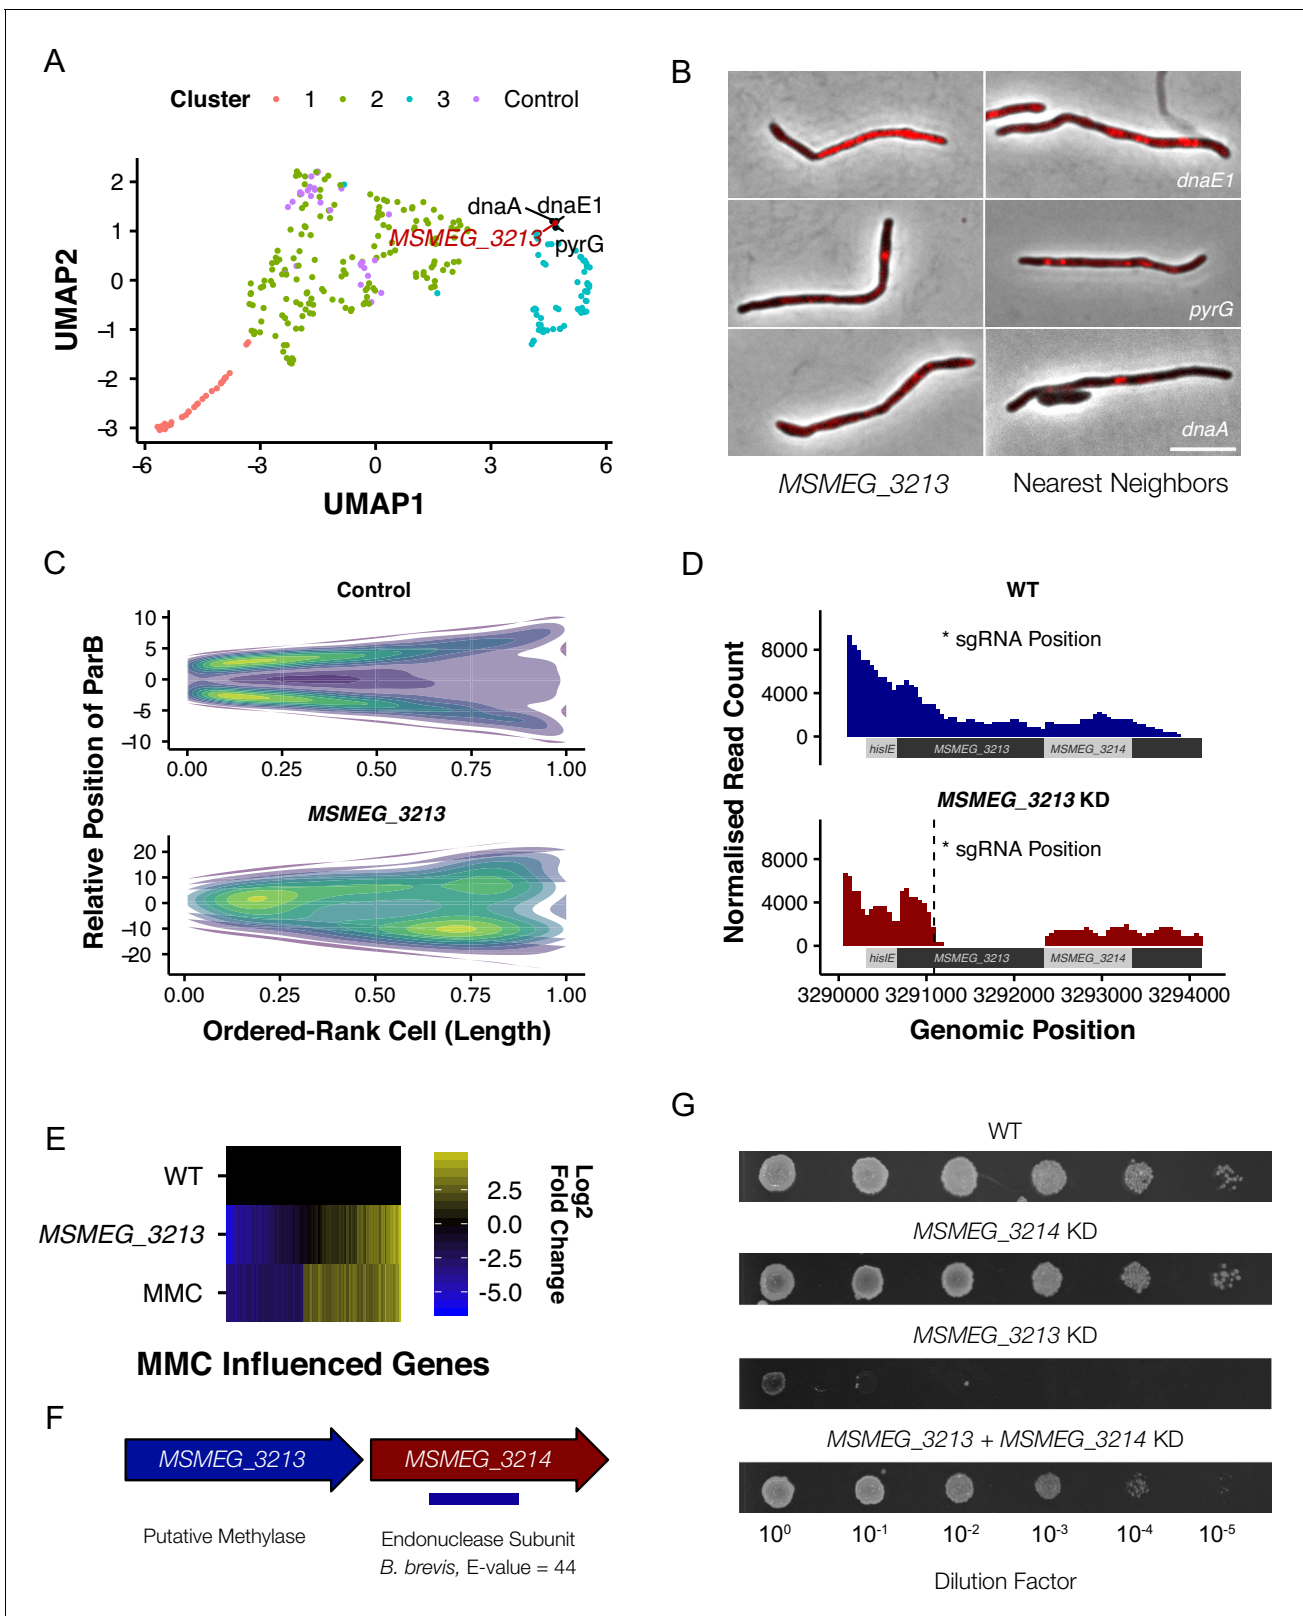 A
Cluster 1 2 3 Control
UMAP2
2
1
0
−1
−2
−3
dnaA dnaE1
MSMEG_3213 pyrG
−6 −3 0 3 6
UMAP1
B
dnaE1
pyrG
dnaA
MSMEG_3213 Nearest Neighbors
C
Control
Relative Position of ParB
10
5
0
−5
−10
0.00 0.25 0.50 0.75 1.00
MSMEG_3213
20
10
0
−10
−20
0.00 0.25 0.50 0.75 1.00
Ordered-Rank Cell (Length)
D
WT
Normalised Read Count
* sgRNA Position
8000
4000
0
hisIE MSMEG_3213 MSMEG_3214
MSMEG_3213 KD
* sgRNA Position
8000
4000
0
hisIE MSMEG_3213 MSMEG_3214
3290000 3291000 3292000 3293000 3294000
Genomic Position
E
WT
MSMEG_3213
MMC
2.5
0.0
-2.5
-5.0
Log2
Fold Change
MMC Influenced Genes
F
MSMEG_3213 MSMEG_3214
Putative Methylase
Endonuclease Subunit
B. brevis, E-value = 44
G
WT
MSMEG_3214 KD
MSMEG_3213 KD
MSMEG_3213 + MSMEG_3214 KD
10⁰ 10⁻¹ 10⁻² 10⁻³ 10⁻⁴ 10⁻⁵
Dilution Factor